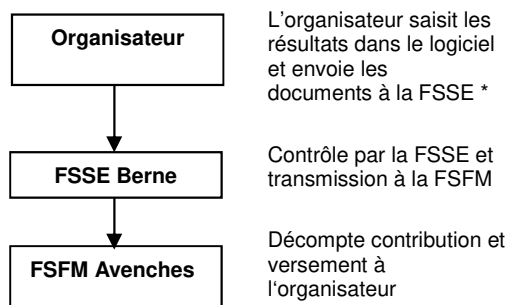 Organisateur
L'organisateur saisit les
résultats dans le logiciel
et envoie les
documents à la FSSE *
FSSE Berne
Contrôle par la FSSE et
transmission à la FSFM
FSFM Avenches
Décompte contribution et
versement à
l'organisateur